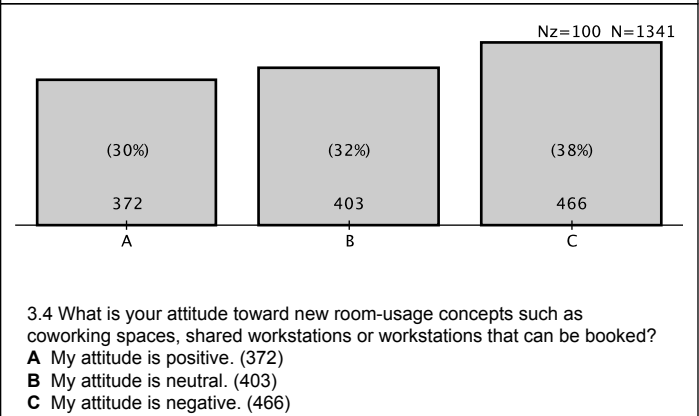 Nz=100 N=1341
(30%) (32%) (38%)
372 403 466
A B C
3.4 What is your attitude toward new room-usage concepts such as
coworking spaces, shared workstations or workstations that can be booked?
A My attitude is positive. (372)
B My attitude is neutral. (403)
C My attitude is negative. (466)